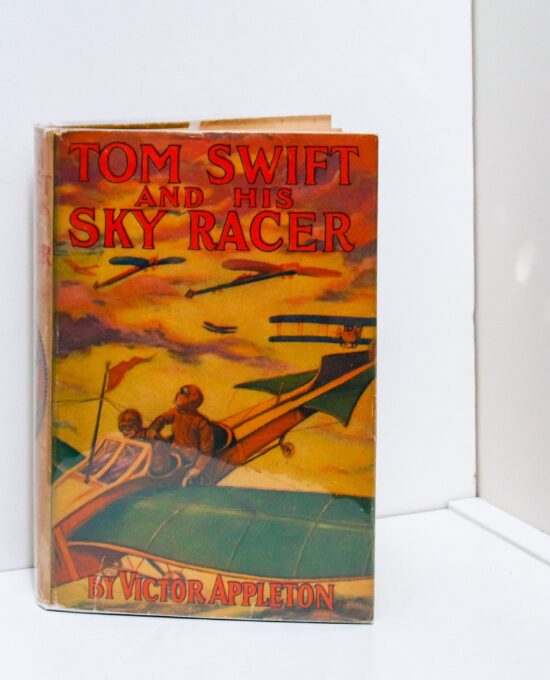 TOM SWIFT
AND HIS
SKY RACER
BY VICTOR APPLETON